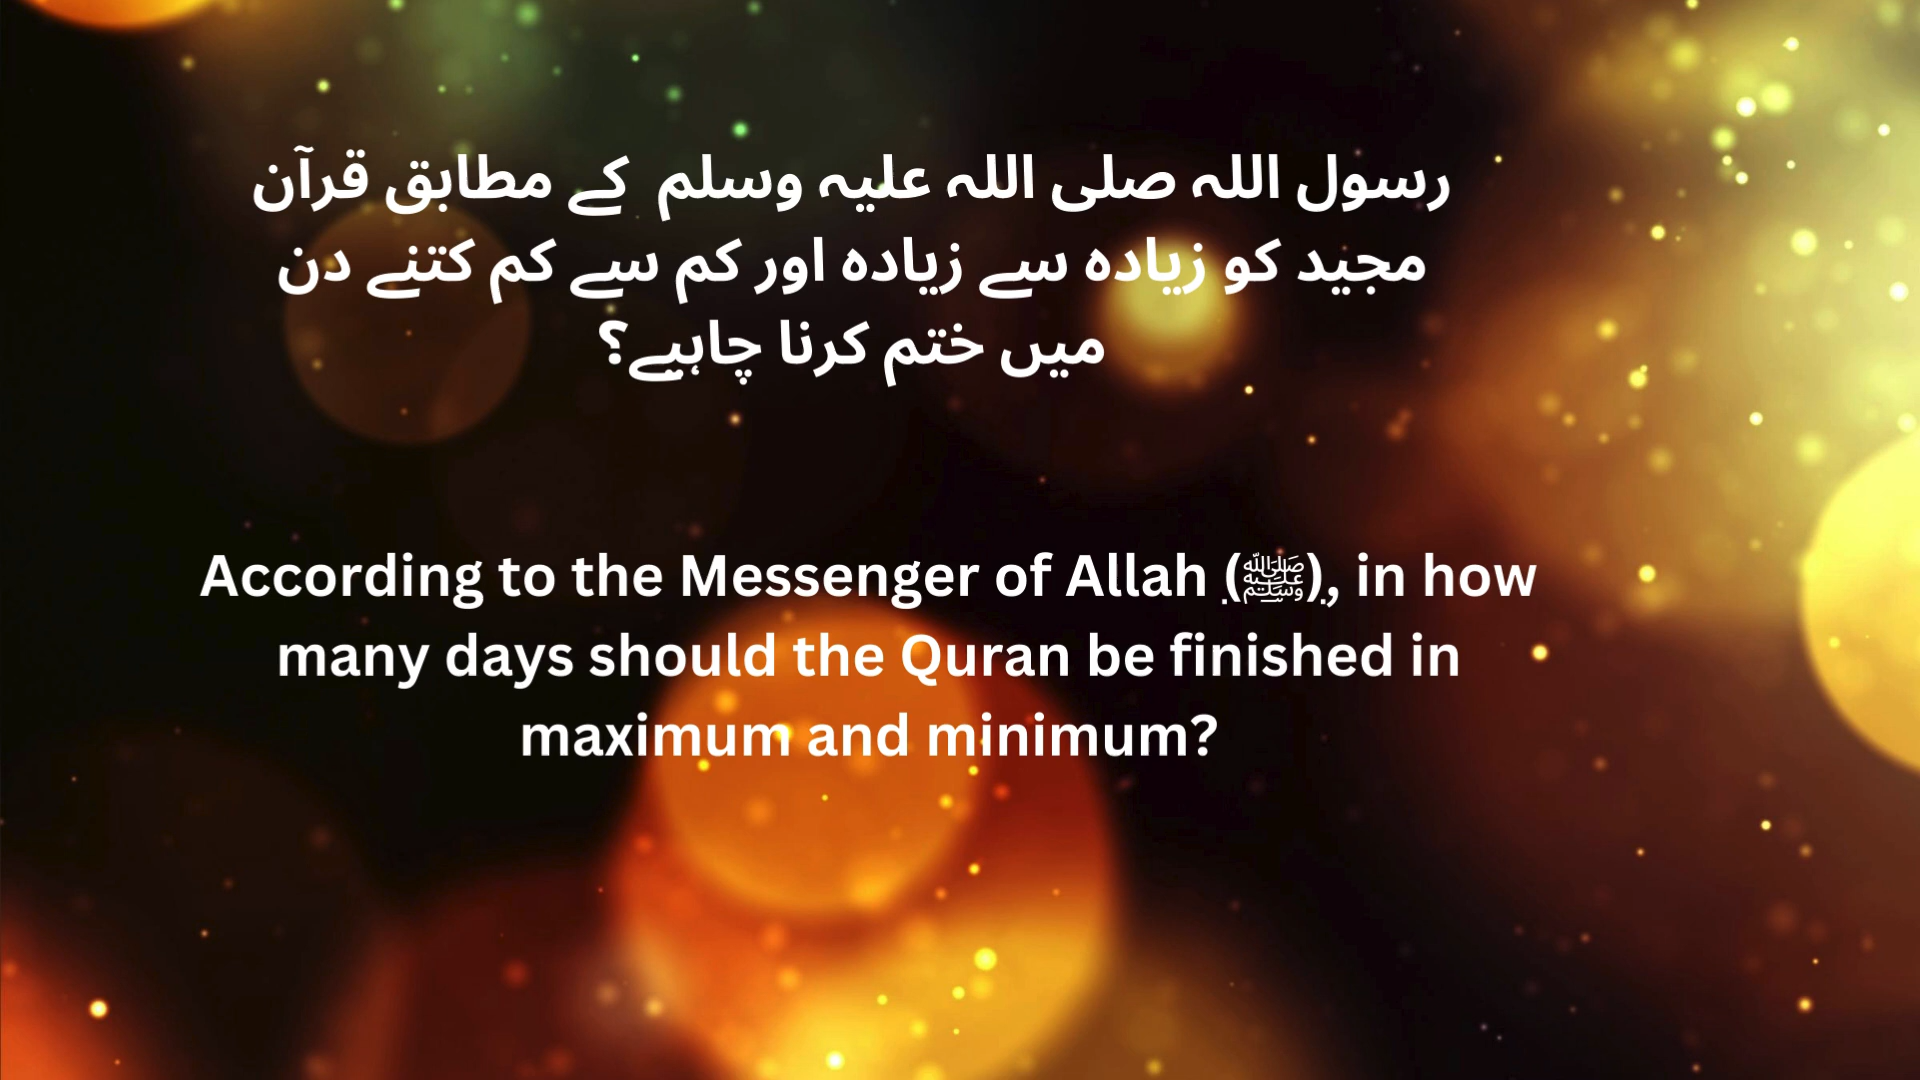 رسول اللہ صلی اللہ علیہ وسلم کے مطابق قرآن
مجید کو زیادہ سے زیادہ اور کم سے کم کتنے دن
میں ختم کرنا چاہیے؟
According to the Messenger of Allah (ﷺ), in how
many days should the Quran be finished in
maximum and minimum?